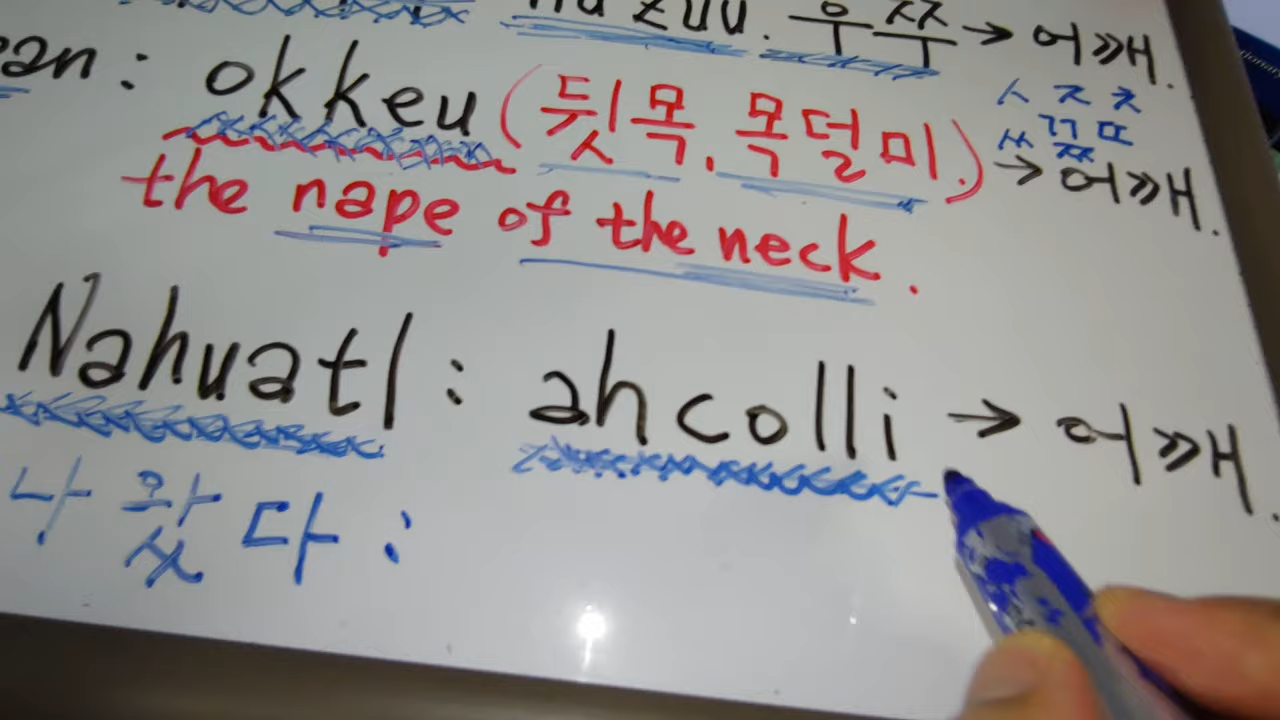 zuu. 우쭈 → 어깨.
ㅅ ㅈ ㅊ
ㅆ ㄲ ㄸ
ㅉ
an : okkeu (뒷목. 목덜미.) → 어깨.
the nape of the neck.
Nahuatl : ahcolli → 어깨.
나왔다 :